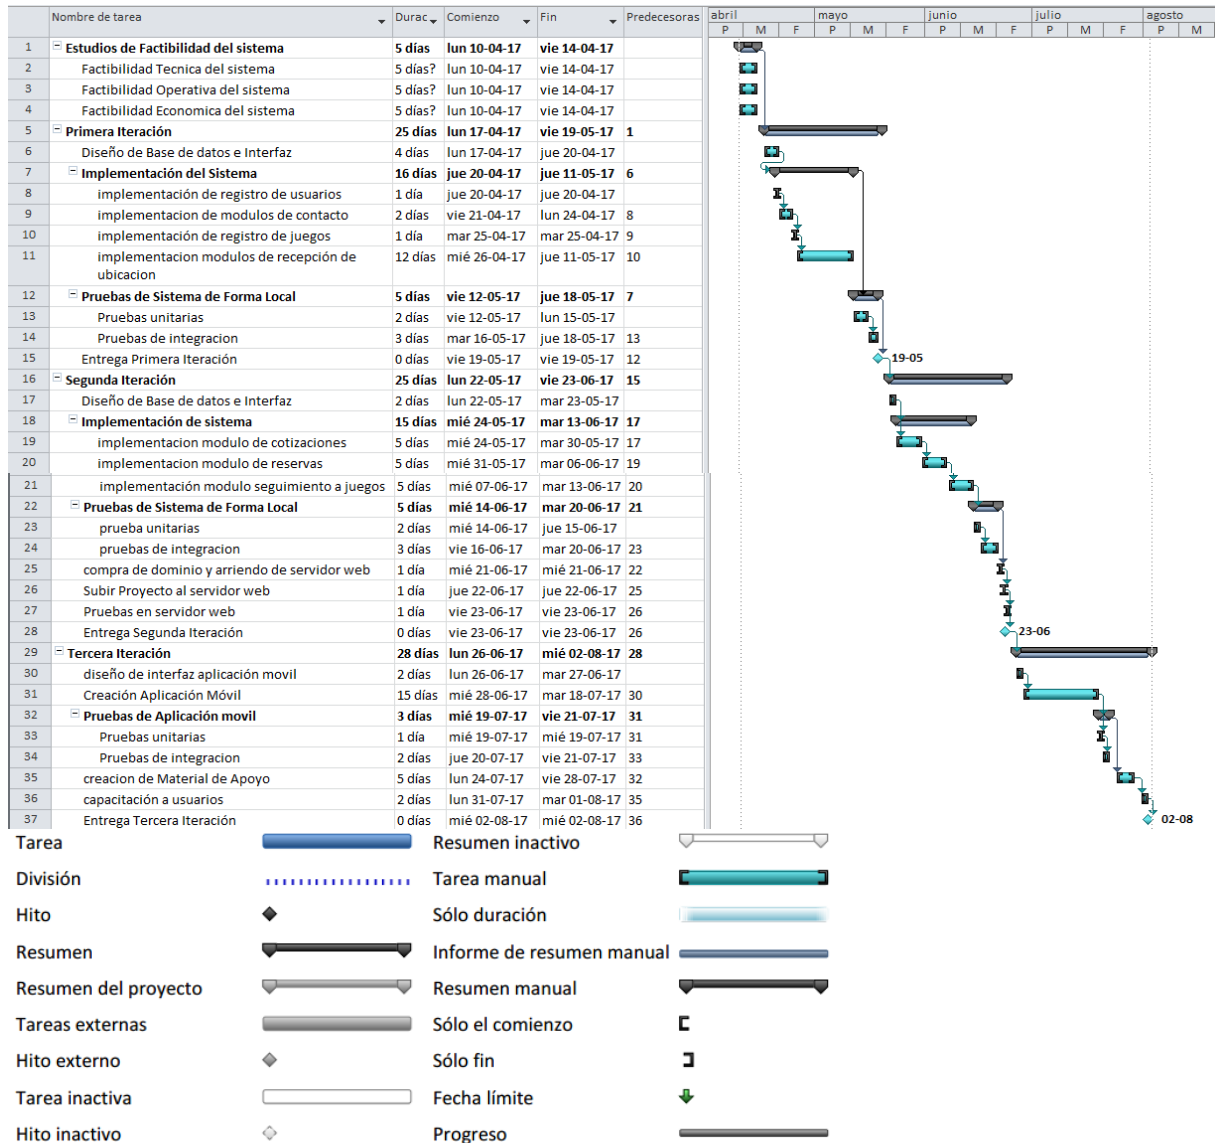 Nombre de tarea Durac Comienzo Fin Predecesoras abril mayo junio julio agosto
P M F P M F P M F P M F P M
1 Estudios de Factibilidad del sistema 5 días lun 10-04-17 vie 14-04-17
2 Factibilidad Tecnica del sistema 5 días? lun 10-04-17 vie 14-04-17
3 Factibilidad Operativa del sistema 5 días? lun 10-04-17 vie 14-04-17
4 Factibilidad Economica del sistema 5 días? lun 10-04-17 vie 14-04-17
5 Primera Iteración 25 días lun 17-04-17 vie 19-05-17 1
6 Diseño de Base de datos e Interfaz 4 días lun 17-04-17 jue 20-04-17
7 Implementación del Sistema 16 días jue 20-04-17 jue 11-05-17 6
8 implementación de registro de usuarios 1 día jue 20-04-17 jue 20-04-17
9 implementacion de modulos de contacto 2 días vie 21-04-17 lun 24-04-17 8
10 implementación de registro de juegos 1 día mar 25-04-17 mar 25-04-17 9
11 implementacion modulos de recepción de 12 días mié 26-04-17 jue 11-05-17 10
ubicacion
12 Pruebas de Sistema de Forma Local 5 días vie 12-05-17 jue 18-05-17 7
13 Pruebas unitarias 2 días vie 12-05-17 lun 15-05-17
14 Pruebas de integracion 3 días mar 16-05-17 jue 18-05-17 13
15 Entrega Primera Iteración 0 días vie 19-05-17 vie 19-05-17 12 19-05
16 Segunda Iteración 25 días lun 22-05-17 vie 23-06-17 15
17 Diseño de Base de datos e Interfaz 2 días lun 22-05-17 mar 23-05-17
18 Implementación de sistema 15 días mié 24-05-17 mar 13-06-17 17
19 implementacion modulo de cotizaciones 5 días mié 24-05-17 mar 30-05-17 17
20 implementacion modulo de reservas 5 días mié 31-05-17 mar 06-06-17 19
21 implementación modulo seguimiento a juegos 5 días mié 07-06-17 mar 13-06-17 20
22 Pruebas de Sistema de Forma Local 5 días mié 14-06-17 mar 20-06-17 21
23 prueba unitarias 2 días mié 14-06-17 jue 15-06-17
24 pruebas de integracion 3 días vie 16-06-17 mar 20-06-17 23
25 compra de dominio y arriendo de servidor web 1 día mié 21-06-17 mié 21-06-17 22
26 Subir Proyecto al servidor web 1 día jue 22-06-17 jue 22-06-17 25
27 Pruebas en servidor web 1 día vie 23-06-17 vie 23-06-17 26
28 Entrega Segunda Iteración 0 días vie 23-06-17 vie 23-06-17 26 23-06
29 Tercera Iteración 28 días lun 26-06-17 mié 02-08-17 28
30 diseño de interfaz aplicación movil 2 días lun 26-06-17 mar 27-06-17
31 Creación Aplicación Móvil 15 días mié 28-06-17 mar 18-07-17 30
32 Pruebas de Aplicación movil 3 días mié 19-07-17 vie 21-07-17 31
33 Pruebas unitarias 1 día mié 19-07-17 mié 19-07-17 31
34 Pruebas de integracion 2 días jue 20-07-17 vie 21-07-17 33
35 creacion de Material de Apoyo 5 días lun 24-07-17 vie 28-07-17 32
36 capacitación a usuarios 2 días lun 31-07-17 mar 01-08-17 35
37 Entrega Tercera Iteración 0 días mié 02-08-17 mié 02-08-17 36 02-08
Tarea Resumen inactivo
División Tarea manual
Hito Sólo duración
Resumen Informe de resumen manual
Resumen del proyecto Resumen manual
Tareas externas Sólo el comienzo
Hito externo Sólo fin
Tarea inactiva Fecha límite
Hito inactivo Progreso